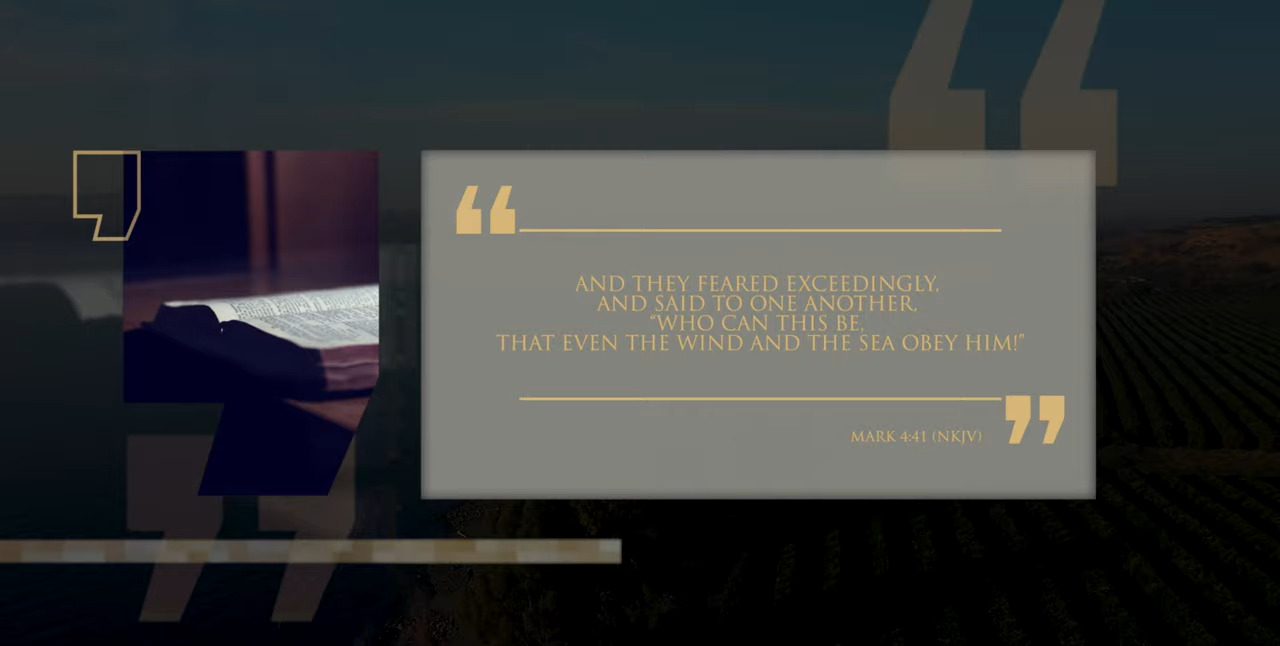 AND THEY FEARED EXCEEDINGLY,
AND SAID TO ONE ANOTHER,
“WHO CAN THIS BE,
THAT EVEN THE WIND AND THE SEA OBEY HIM!”
MARK 4:41 (NKJV)